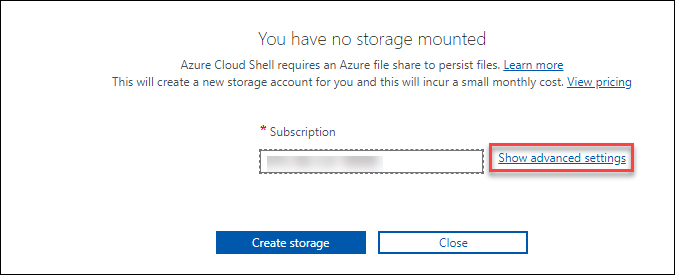 You have no storage mounted
Azure Cloud Shell requires an Azure file share to persist files. Learn more
This will create a new storage account for you and this will incur a small monthly cost. View pricing
* Subscription
Show advanced settings
Create storage
Close